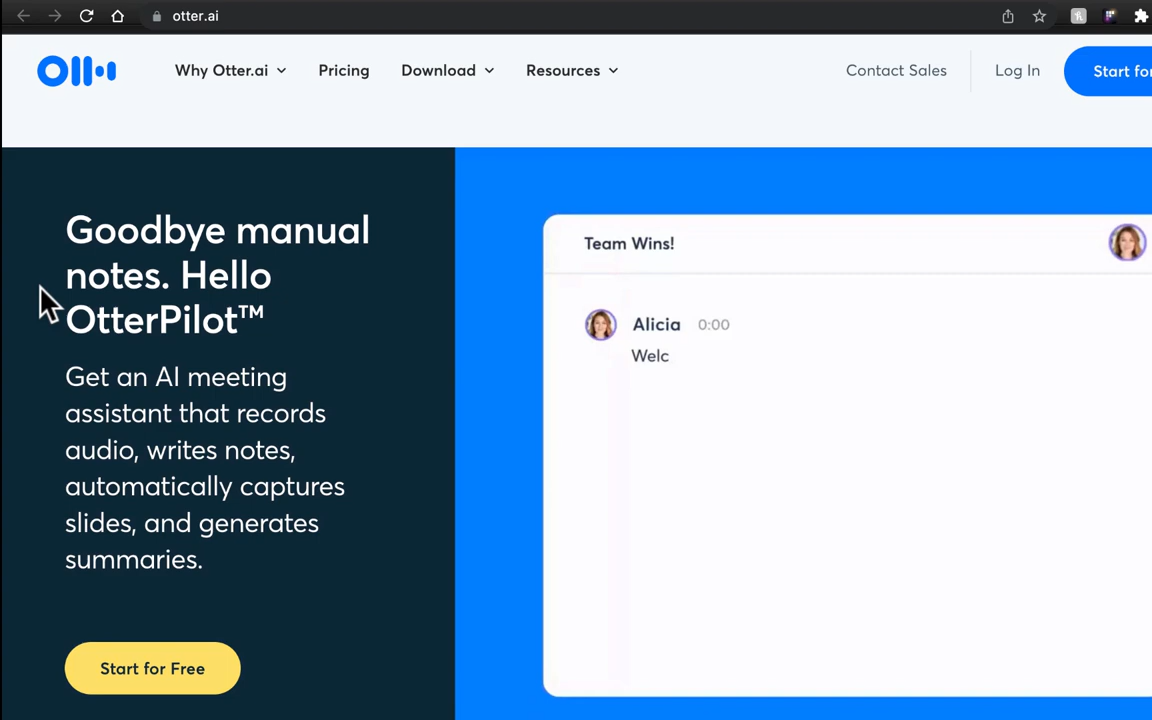 otter.ai
Otter
Why Otter.ai
Pricing
Download
Resources
Contact Sales
Log In
Start fo
Goodbye manual
notes. Hello
OtterPilot™
Get an AI meeting
assistant that records
audio, writes notes,
automatically captures
slides, and generates
summaries.
Start for Free
Team Wins!
Alicia 0:00
Welc